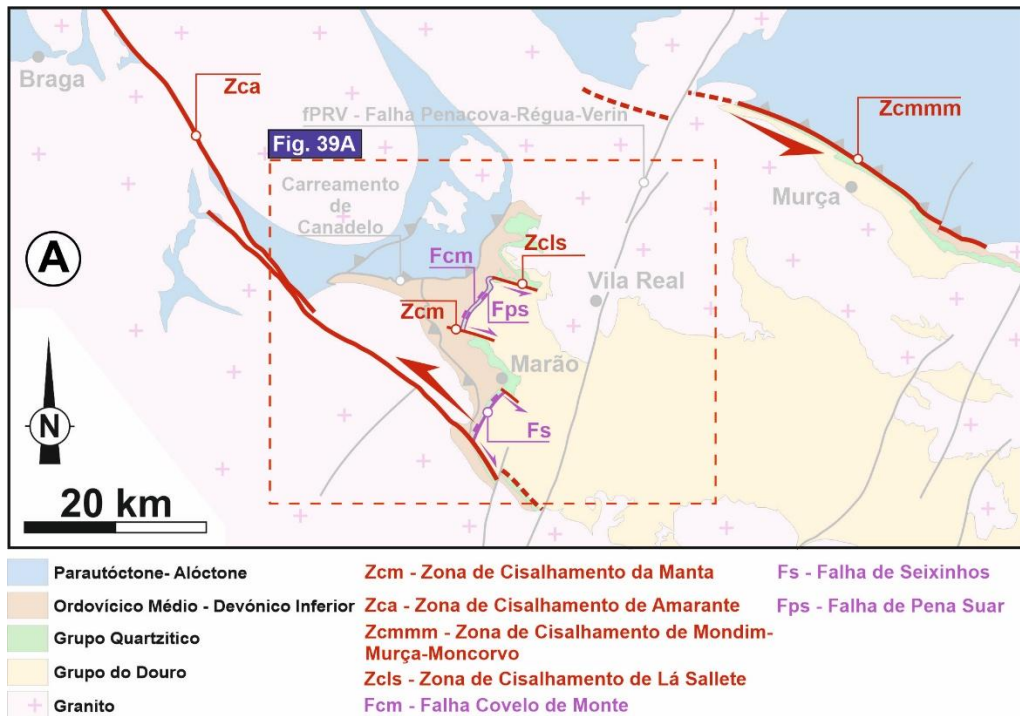 Braga
Zca
fPRV - Falha Penacova-Régua-Verin
Zcmmm
Fig. 39A
Carreamento
de
Canadelo
Murça
A
Fcm
Zcls
Vila Real
Zcm
Fps
Marão
N
Fs
20 km
Parautóctone- Alóctone
Ordovícico Médio - Devónico Inferior
Grupo Quartzitico
Grupo do Douro
Granito
Zcm - Zona de Cisalhamento da Manta
Zca - Zona de Cisalhamento de Amarante
Zcmmm - Zona de Cisalhamento de Mondim-
Murça-Moncorvo
Zcls - Zona de Cisalhamento de Lá Sallete
Fcm - Falha Covelo de Monte
Fs - Falha de Seixinhos
Fps - Falha de Pena Suar